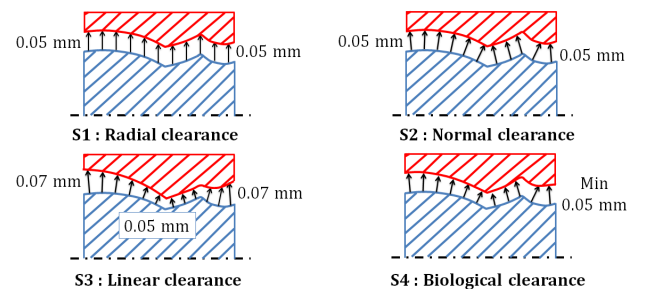 0.05 mm
0.05 mm
S1 : Radial clearance
0.05 mm
0.05 mm
S2 : Normal clearance
0.07 mm
0.07 mm
0.05 mm
S3 : Linear clearance
Min
0.05 mm
S4 : Biological clearance